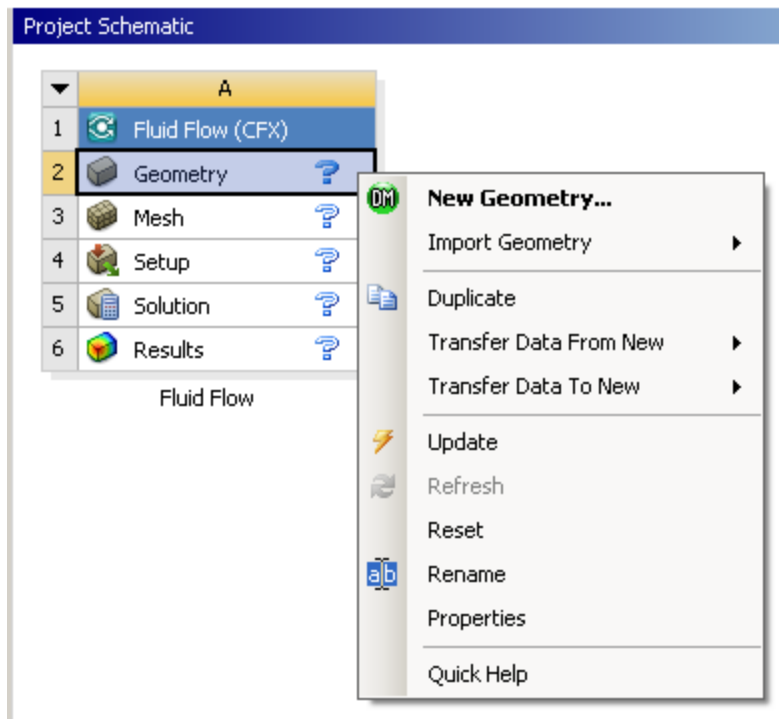 Project Schematic
A
1 Fluid Flow (CFX)
2 Geometry ?
3 Mesh ?
4 Setup ?
5 Solution ?
6 Results ?
Fluid Flow
DM New Geometry...
Import Geometry
Duplicate
Transfer Data From New
Transfer Data To New
Update
Refresh
Reset
ab Rename
Properties
Quick Help